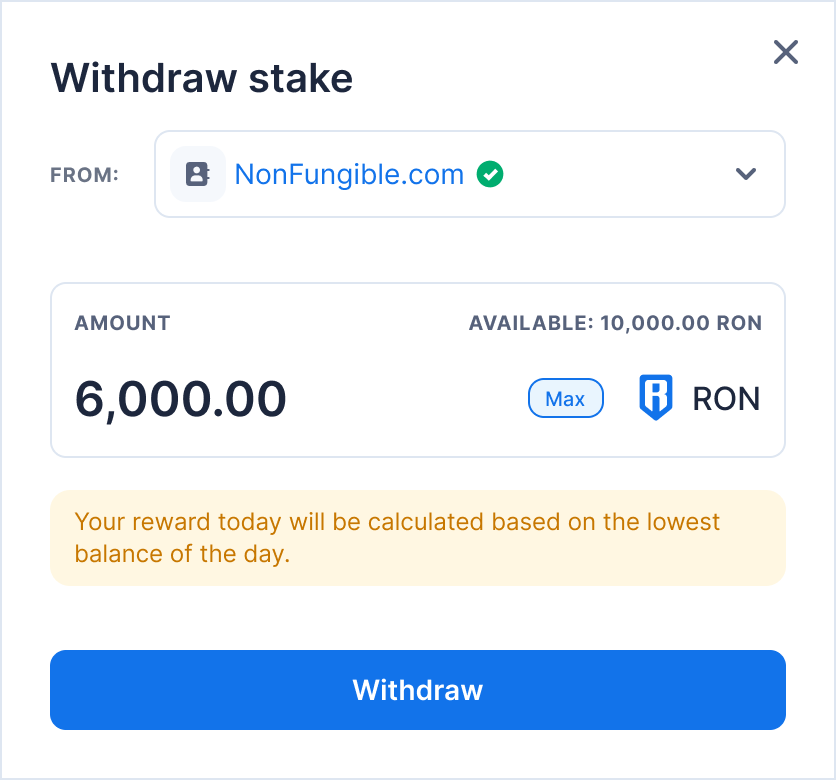 Withdraw stake
FROM: NonFungible.com
AMOUNT AVAILABLE: 10,000.00 RON
6,000.00 Max RON
Your reward today will be calculated based on the lowest
balance of the day.
Withdraw